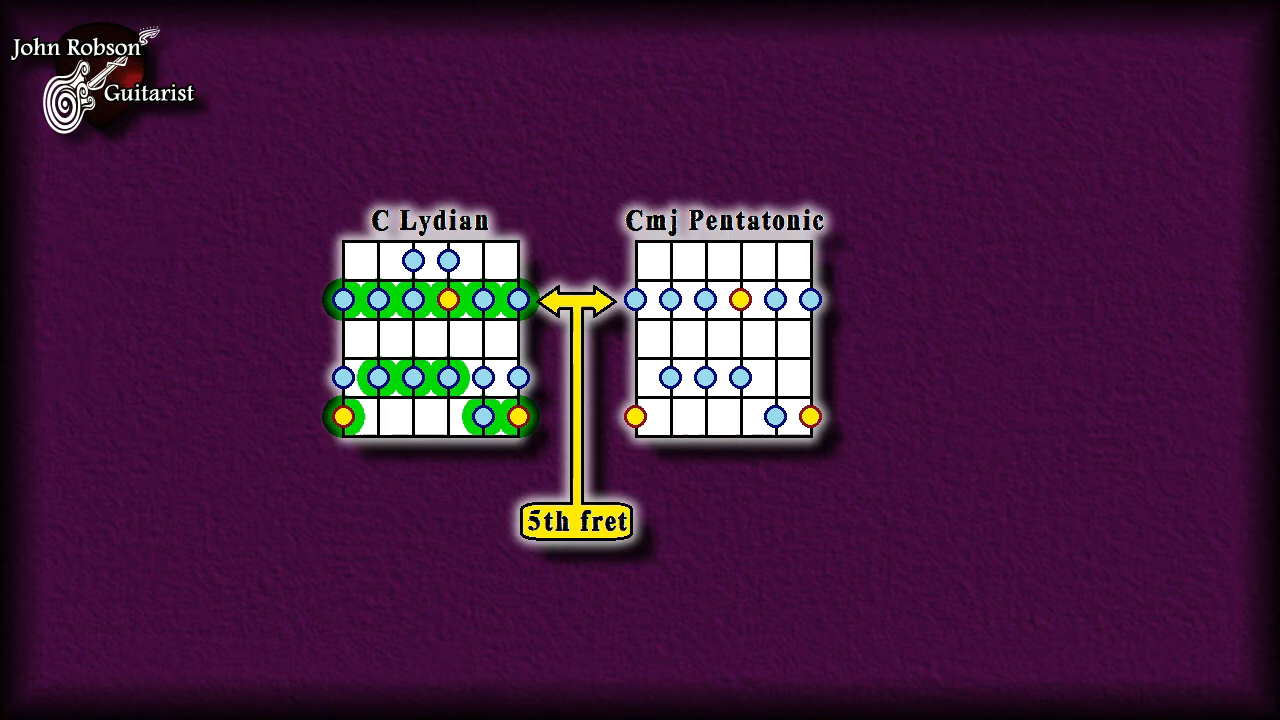 John Robson
Guitarist
C Lydian
Cmj Pentatonic
5th fret